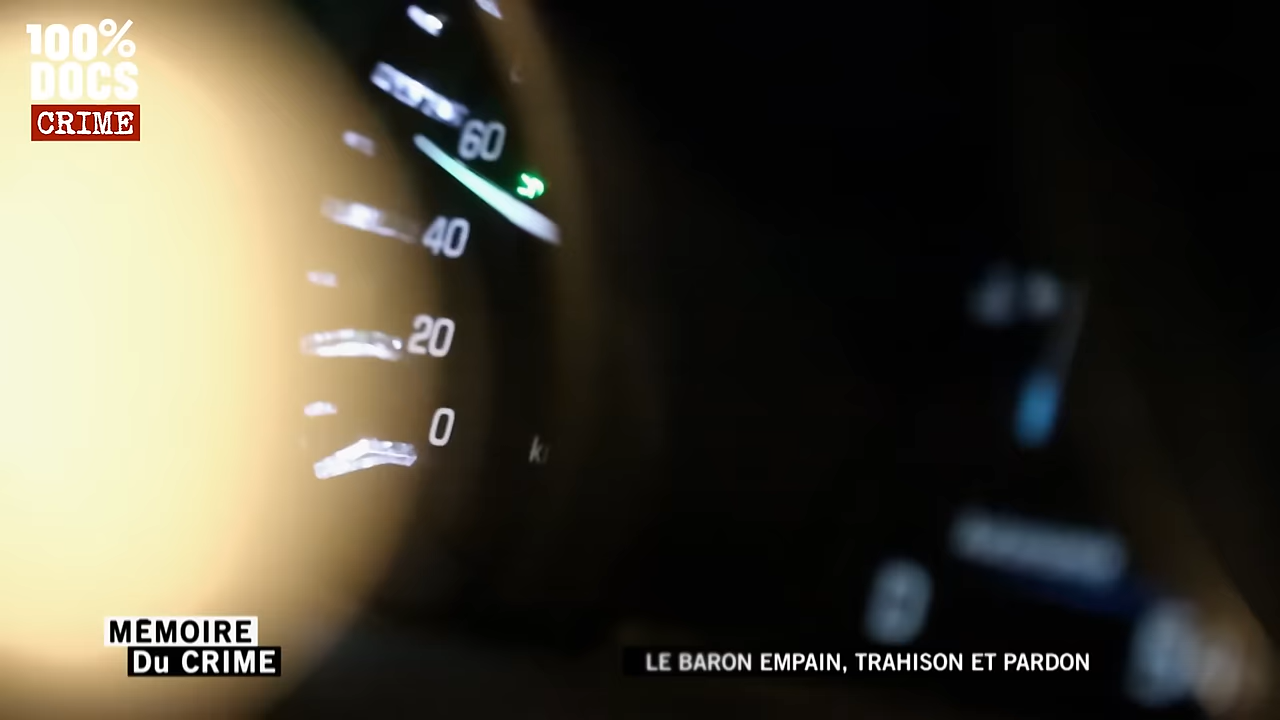 100%
DOCS
CRIME
60
40
20
0
MÉMOIRE
Du CRIME
LE BARON EMPAIN, TRAHISON ET PARDON